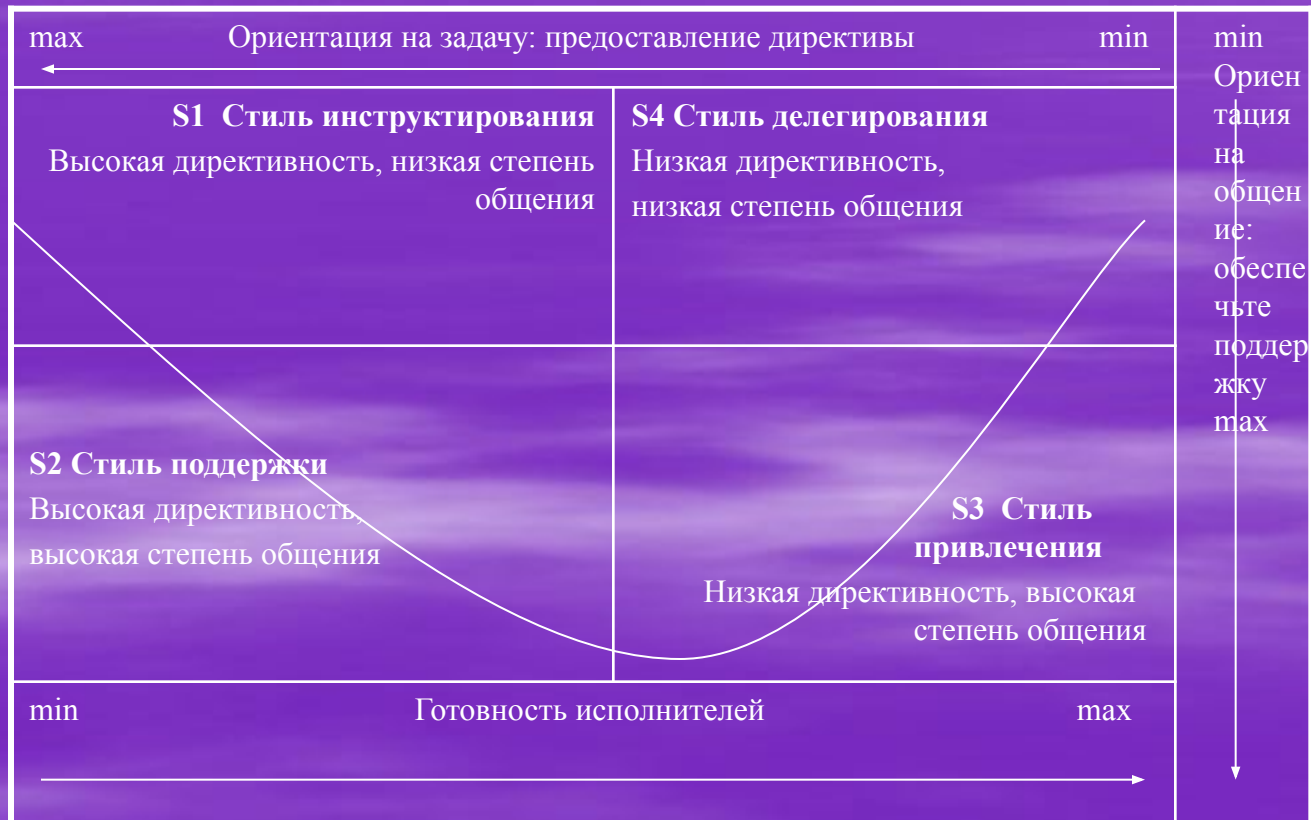 max Ориентация на задачу: предоставление директивы min
min
Ориен
тация
на
общен
ие:
обеспе
чьте
поддер
жку
max
S1 Стиль инструктирования
Высокая директивность, низкая степень
общения
S4 Стиль делегирования
Низкая директивность,
низкая степень общения
S2 Стиль поддержки
Высокая директивность,
высокая степень общения
S3 Стиль
привлечения
Низкая директивность, высокая
степень общения
min Готовность исполнителей max